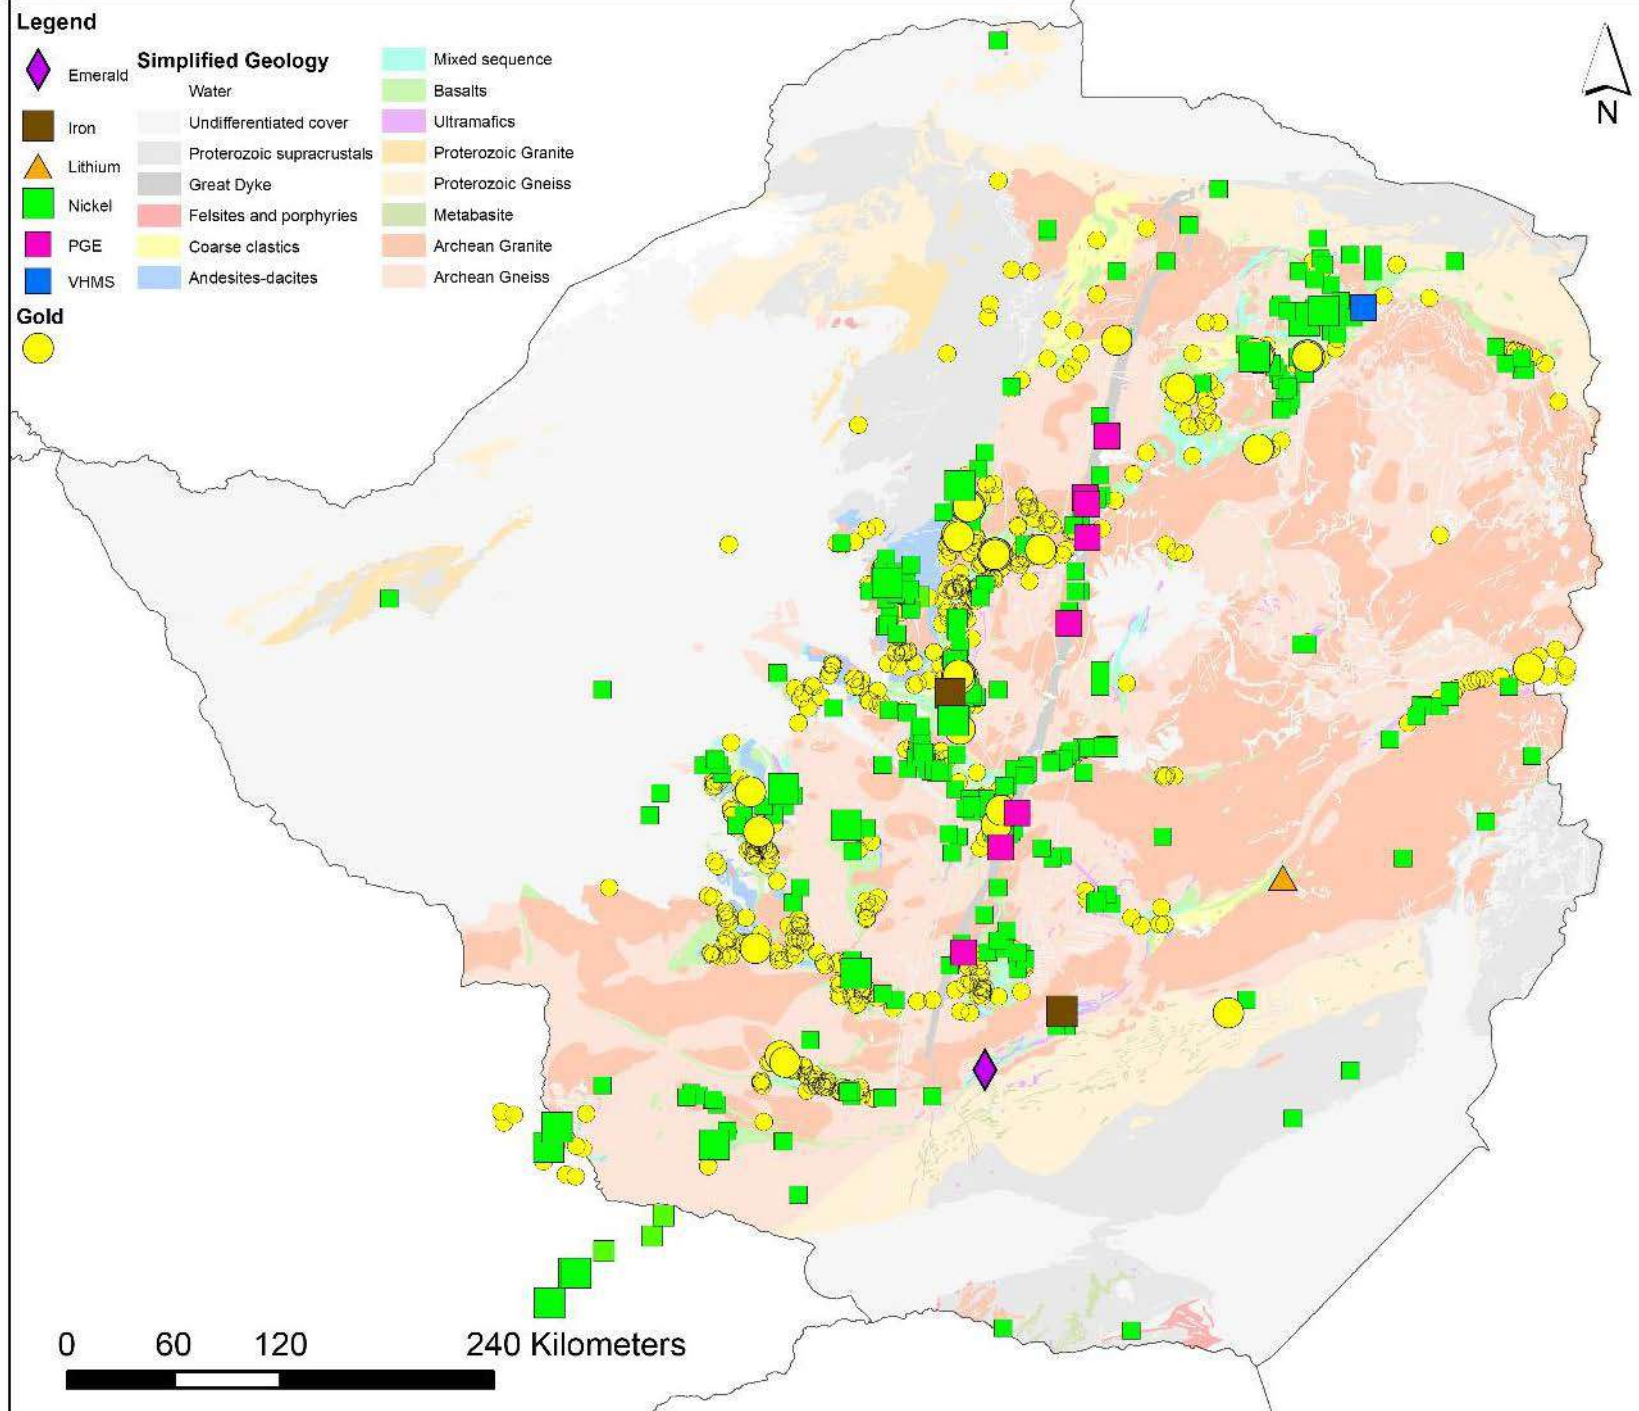 Legend
Emerald
Iron
Lithium
Nickel
PGE
VHMS
Gold
Simplified Geology
Water
Undifferentiated cover
Proterozoic supracrustals
Great Dyke
Felsites and porphyries
Coarse clastics
Andesites-dacites
Mixed sequence
Basalts
Ultramafics
Proterozoic Granite
Proterozoic Gneiss
Metabasite
Archean Granite
Archean Gneiss
N
0 60 120 240 Kilometers